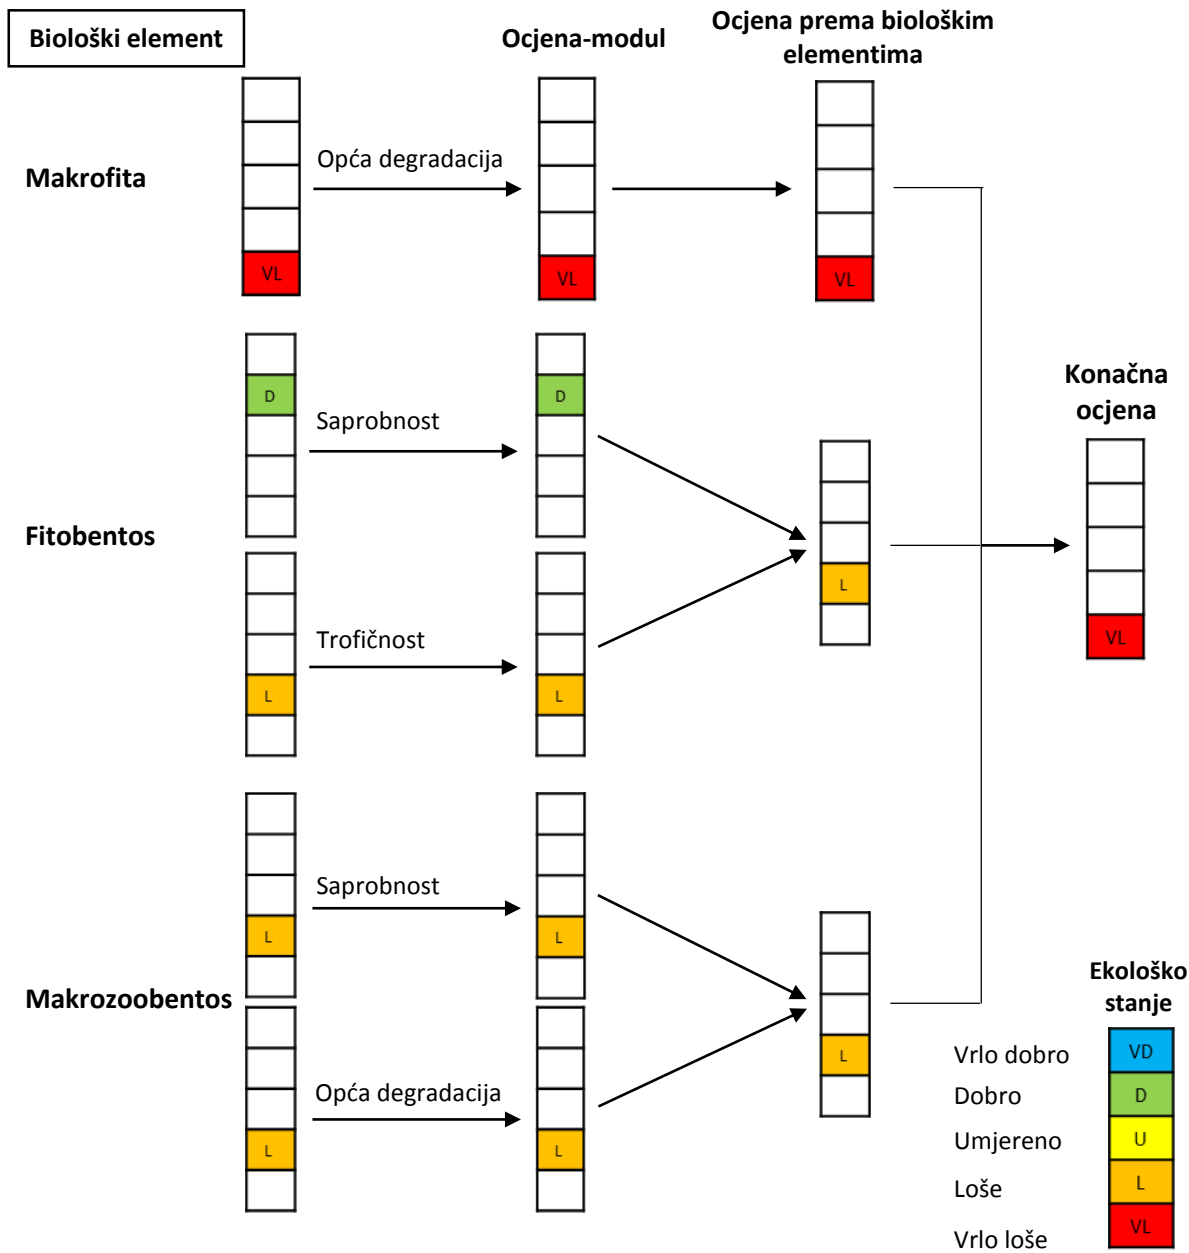 Biološki element
Ocjena-modul
Ocjena prema biološkim
elementima
Makrofita
Opća degradacija
VL
VL
VL
Fitobentos
D
Saprobnost
D
L
Trofičnost
L
L
Konačna
ocjena
VL
Makrozoobentos
L
Saprobnost
L
L
Opća degradacija
L
L
Ekološko
stanje
Vrlo dobro VD
Dobro D
Umjereno U
Loše L
Vrlo loše VL